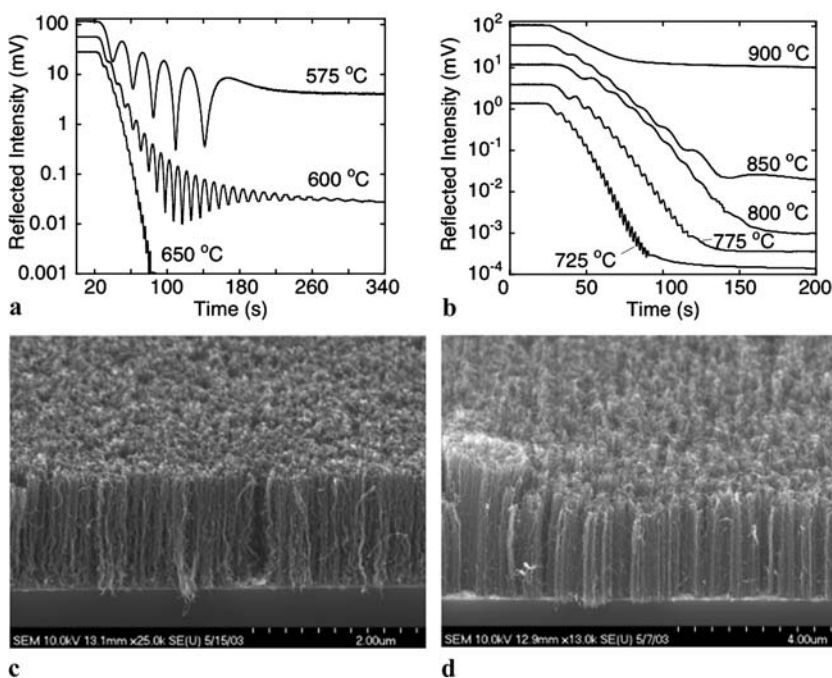 100
10
1
0.1
0.01
0.001
Reflected Intensity (mV)
575 °C
600 °C
650 °C
20 100 180 260 340
Time (s)
a
10²
10¹
10⁰
10⁻¹
10⁻²
10⁻³
10⁻⁴
Reflected Intensity (mV)
900 °C
850 °C
800 °C
775 °C
725 °C
0 50 100 150 200
Time (s)
b
SEM 10.0kV 13.1mm x25.0k SE(U) 5/15/03 2.00um
c
SEM 10.0kV 12.9mm x13.0k SE(U) 5/7/03 4.00um
d